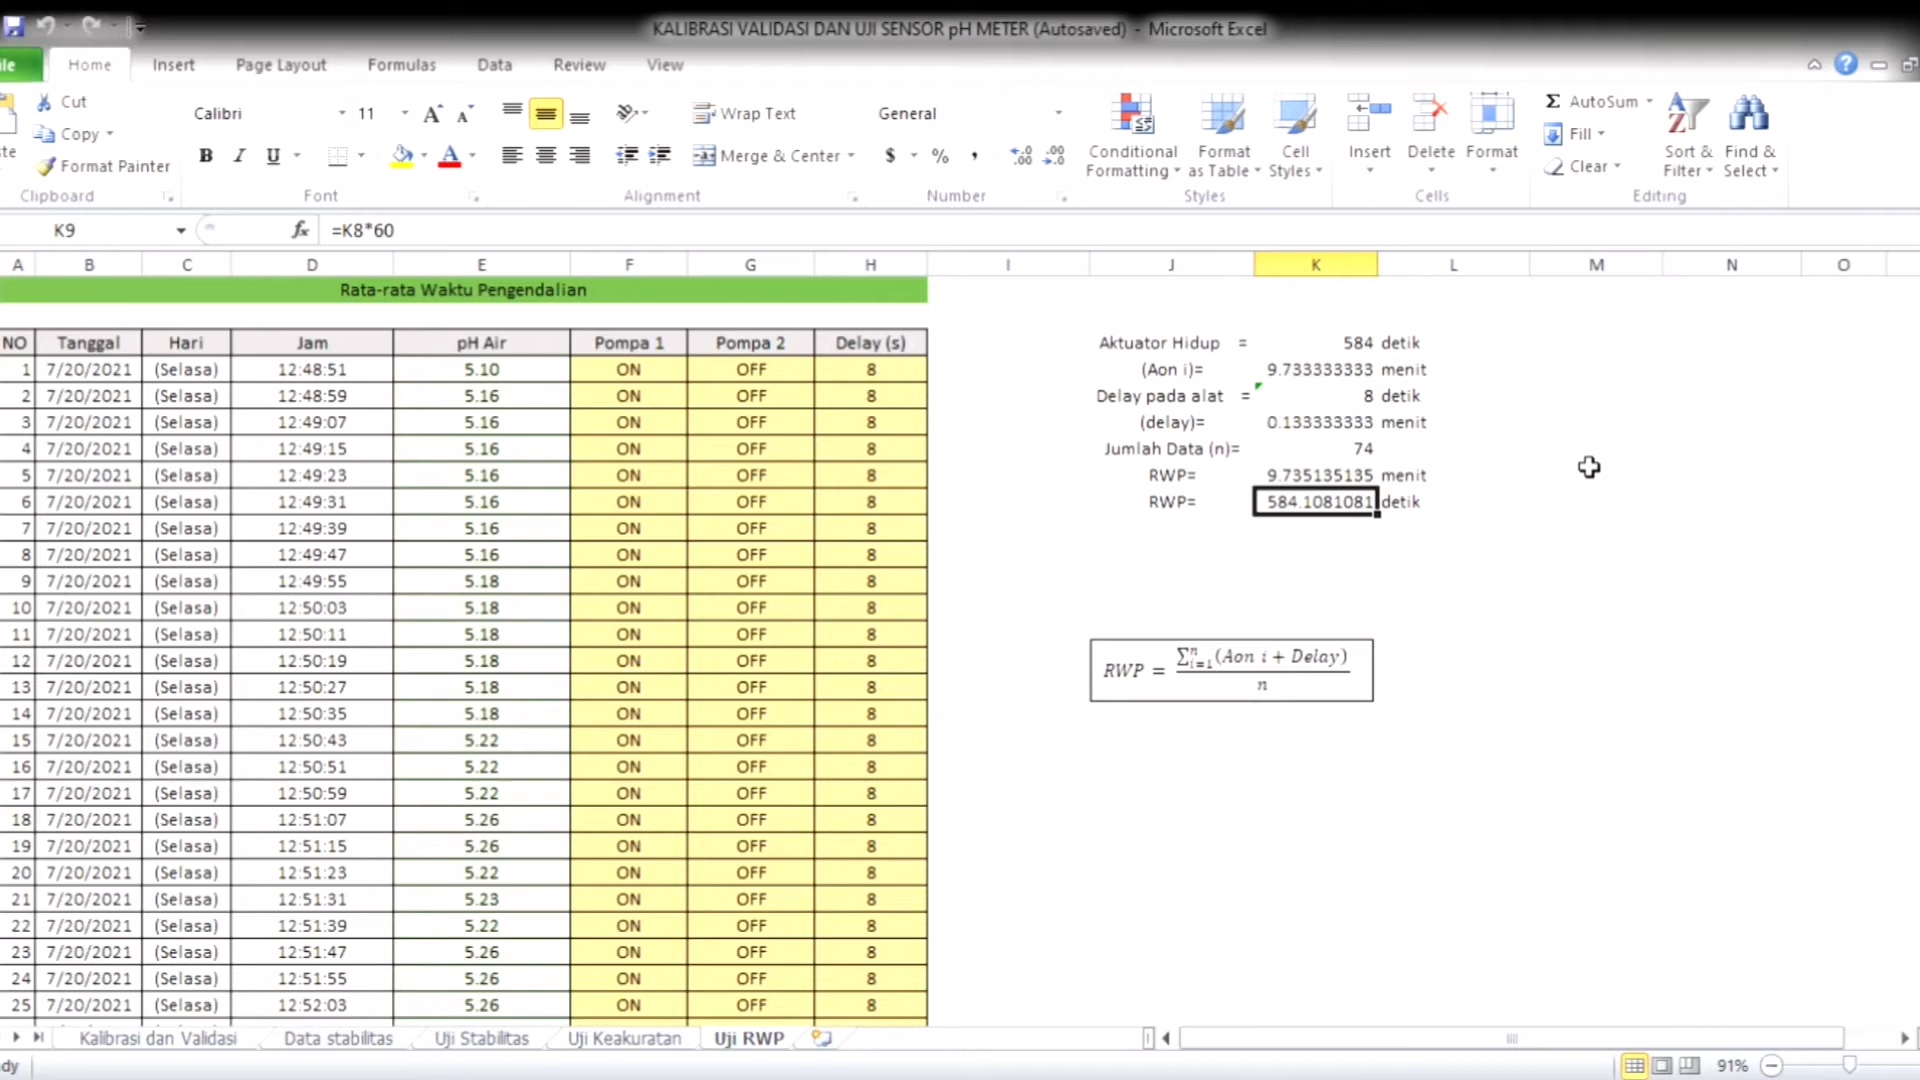 KALIBRASI VALIDASI DAN UJI SENSOR pH METER (Autosaved) - Microsoft Excel
Home Insert Page Layout Formulas Data Review View
Cut
Copy
Format Painter
Clipboard
Calibri 11
B I U
Font
Wrap Text
Merge & Center
Alignment
General
$ % ,
Number
Conditional Formatting
Format as Table
Cell Styles
Styles
Insert Delete Format
Cells
Σ AutoSum
Fill
Clear
Sort & Filter
Find & Select
Editing
K9 fx =K8*60
A B C D E F G H I J K L M N O
Rata-rata Waktu Pengendalian
NO Tanggal Hari Jam pH Air Pompa 1 Pompa 2 Delay (s)
1 7/20/2021 (Selasa) 12:48:51 5.10 ON OFF 8
2 7/20/2021 (Selasa) 12:48:59 5.16 ON OFF 8
3 7/20/2021 (Selasa) 12:49:07 5.16 ON OFF 8
4 7/20/2021 (Selasa) 12:49:15 5.16 ON OFF 8
5 7/20/2021 (Selasa) 12:49:23 5.16 ON OFF 8
6 7/20/2021 (Selasa) 12:49:31 5.16 ON OFF 8
7 7/20/2021 (Selasa) 12:49:39 5.16 ON OFF 8
8 7/20/2021 (Selasa) 12:49:47 5.16 ON OFF 8
9 7/20/2021 (Selasa) 12:49:55 5.18 ON OFF 8
10 7/20/2021 (Selasa) 12:50:03 5.18 ON OFF 8
11 7/20/2021 (Selasa) 12:50:11 5.18 ON OFF 8
12 7/20/2021 (Selasa) 12:50:19 5.18 ON OFF 8
13 7/20/2021 (Selasa) 12:50:27 5.18 ON OFF 8
14 7/20/2021 (Selasa) 12:50:35 5.18 ON OFF 8
15 7/20/2021 (Selasa) 12:50:43 5.22 ON OFF 8
16 7/20/2021 (Selasa) 12:50:51 5.22 ON OFF 8
17 7/20/2021 (Selasa) 12:50:59 5.22 ON OFF 8
18 7/20/2021 (Selasa) 12:51:07 5.26 ON OFF 8
19 7/20/2021 (Selasa) 12:51:15 5.26 ON OFF 8
20 7/20/2021 (Selasa) 12:51:23 5.22 ON OFF 8
21 7/20/2021 (Selasa) 12:51:31 5.23 ON OFF 8
22 7/20/2021 (Selasa) 12:51:39 5.22 ON OFF 8
23 7/20/2021 (Selasa) 12:51:47 5.26 ON OFF 8
24 7/20/2021 (Selasa) 12:51:55 5.26 ON OFF 8
25 7/20/2021 (Selasa) 12:52:03 5.26 ON OFF 8
Aktuator Hidup = 584 detik
(Aon i)= 9.733333333 menit
Delay pada alat = 8 detik
(delay)= 0.133333333 menit
Jumlah Data (n)= 74
RWP= 9.735135135 menit
RWP= 584.1081081 detik
RWP = ∑ⁿᵢ₌₁(Aon i + Delay)
n
Kalibrasi dan Validasi Data stabilitas Uji Stabilitas Uji Keakuratan Uji RWP
91%